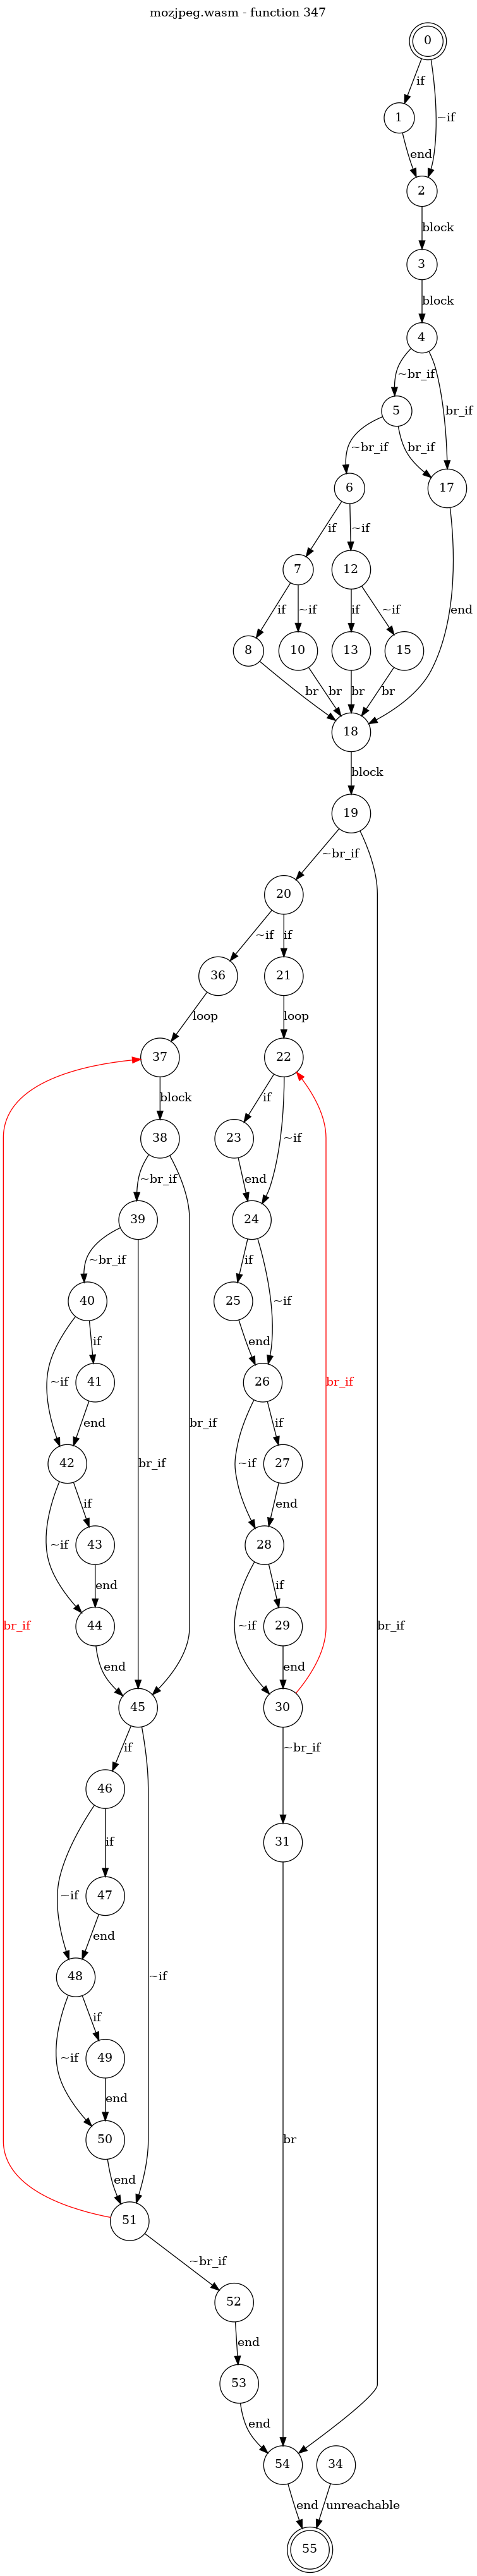 mozjpeg.wasm - function 347
0
if
~if
1
end
2
block
3
block
4
~br_if
br_if
5
~br_if
br_if
6
17
if
~if
7
12
end
if
~if
if
~if
8
10
13
15
br
br
br
br
18
block
19
~br_if
20
~if
if
36
21
loop
loop
37
22
block
if
~if
38
23
~br_if
end
39
24
~br_if
if
~if
40
25
if
end
~if
41
26
br_if
end
br_if
if
42
br_if
~if
27
if
end
~if
43
28
end
if
br_if
br_if
~if
44
29
end
end
45
30
if
~br_if
46
31
if
~if
47
end
48
~if
if
~if
49
end
50
br
end
51
~br_if
52
end
53
end
54
34
end
unreachable
55